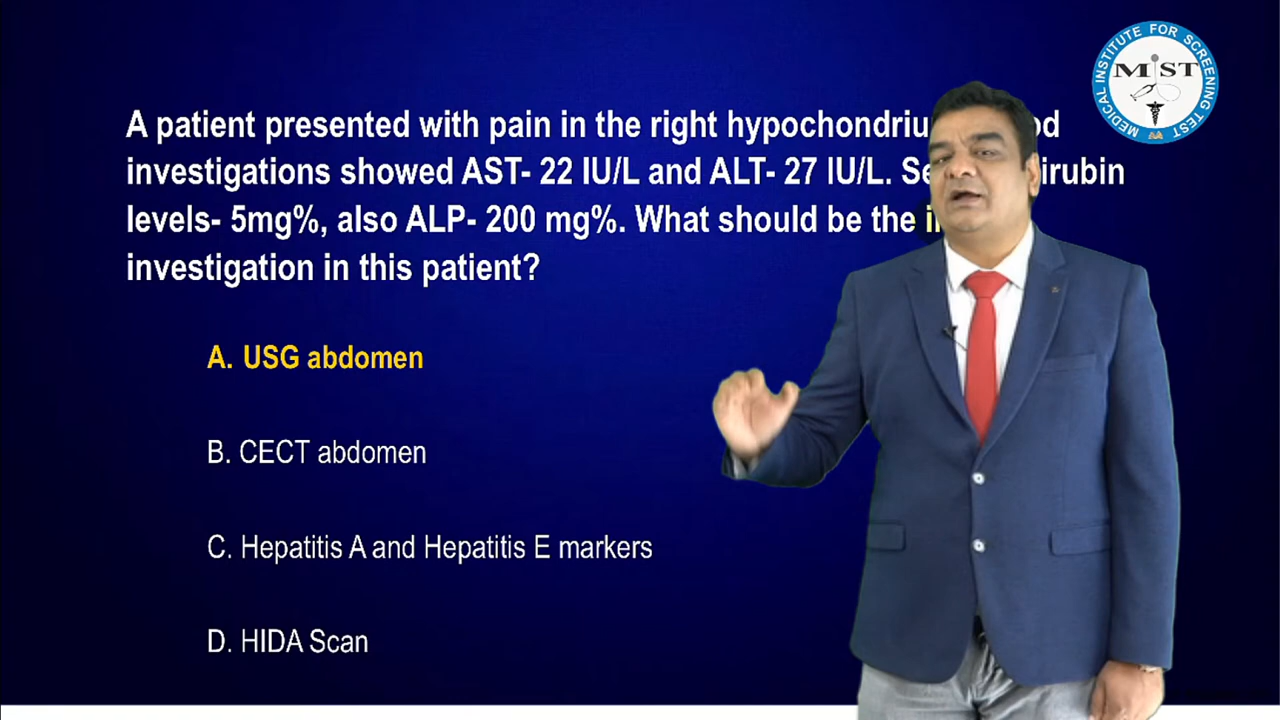 A patient presented with pain in the right
investigations showed AST- 22 IU/L and ALT- 27 IU/L.
levels- 5mg%, also ALP- 200 mg%. What should be the
investigation in this patient?
A. USG abdomen
B. CECT abdomen
C. Hepatitis A and Hepatitis E markers
D. HIDA Scan
MEDICAL INSTITUTE FOR SCREENING TEST
MIST